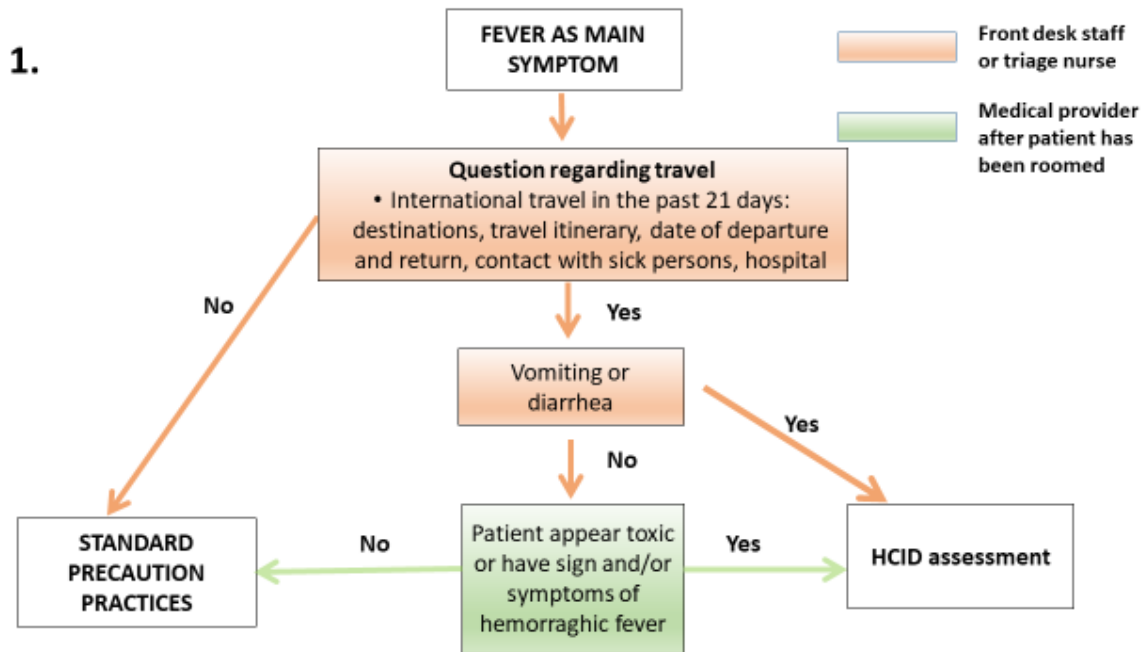 1.
FEVER AS MAIN
SYMPTOM
Front desk staff
or triage nurse
Medical provider
after patient has
been roomed
Question regarding travel
• International travel in the past 21 days:
destinations, travel itinerary, date of departure
and return, contact with sick persons, hospital
No
Yes
Vomiting or
diarrhea
Yes
No
STANDARD
PRECAUTION
PRACTICES
No
Patient appear toxic
or have sign and/or
symptoms of
hemorraghic fever
Yes
HCID assessment